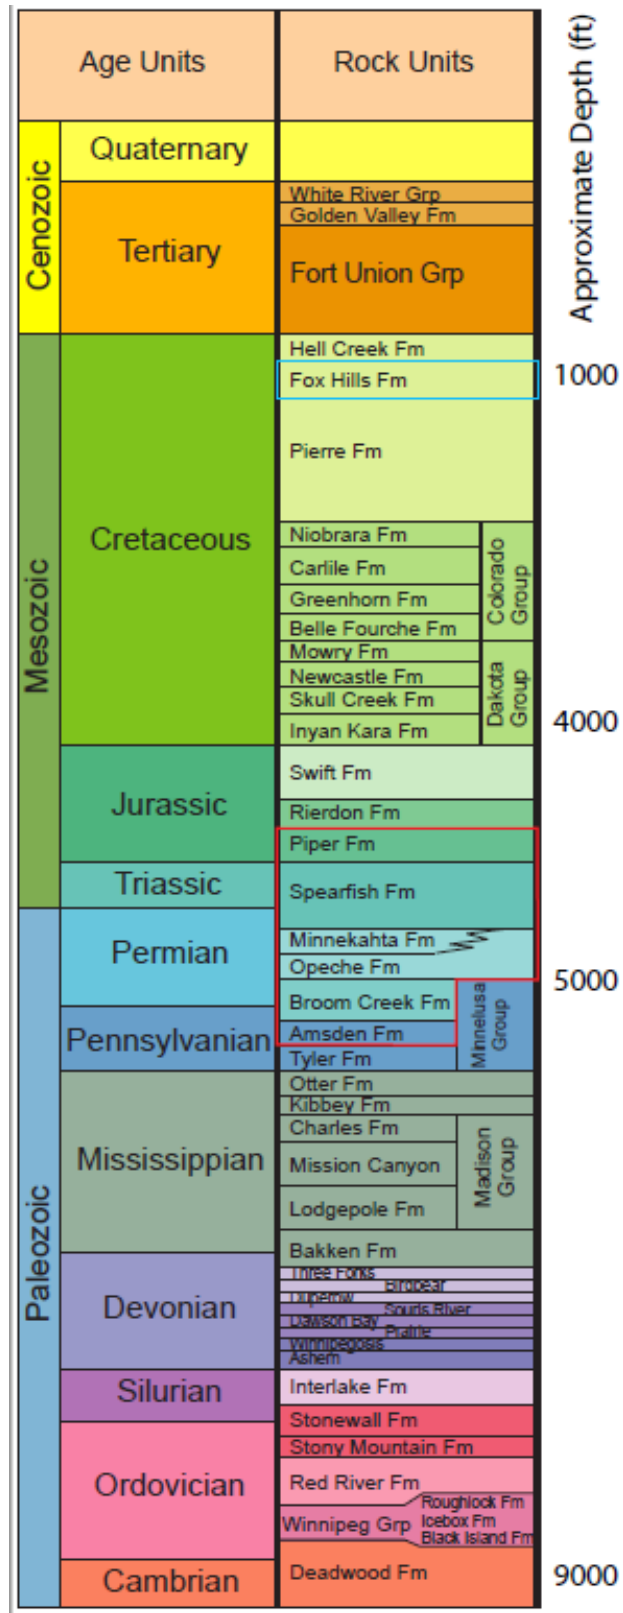 Age Units
Rock Units
Approximate Depth (ft)
Cenozoic
Quaternary
Tertiary
White River Grp
Golden Valley Fm
Fort Union Grp
Mesozoic
Cretaceous
Hell Creek Fm
Fox Hills Fm
1000
Pierre Fm
Niobrara Fm
Carlile Fm
Greenhorn Fm
Belle Fourche Fm
Colorado
Group
Mowry Fm
Newcastle Fm
Skull Creek Fm
Inyan Kara Fm
Dakota
Group
4000
Jurassic
Swift Fm
Rierdon Fm
Piper Fm
Triassic
Spearfish Fm
Paleozoic
Permian
Minnekahta Fm
Opeche Fm
5000
Broom Creek Fm
Pennsylvanian
Amsden Fm
Tyler Fm
Minnelusa
Group
Mississippian
Otter Fm
Kibbey Fm
Charles Fm
Mission Canyon
Lodgepole Fm
Madison
Group
Bakken Fm
Devonian
Three Forks
Birdbear
Duperow
Souris River
Dawson Bay
Prairie
Winnipegosis
Ashern
Silurian
Interlake Fm
Stonewall Fm
Ordovician
Stony Mountain Fm
Red River Fm
Winnipeg Grp
Roughlock Fm
Icebox Fm
Black Island Fm
Cambrian
Deadwood Fm
9000